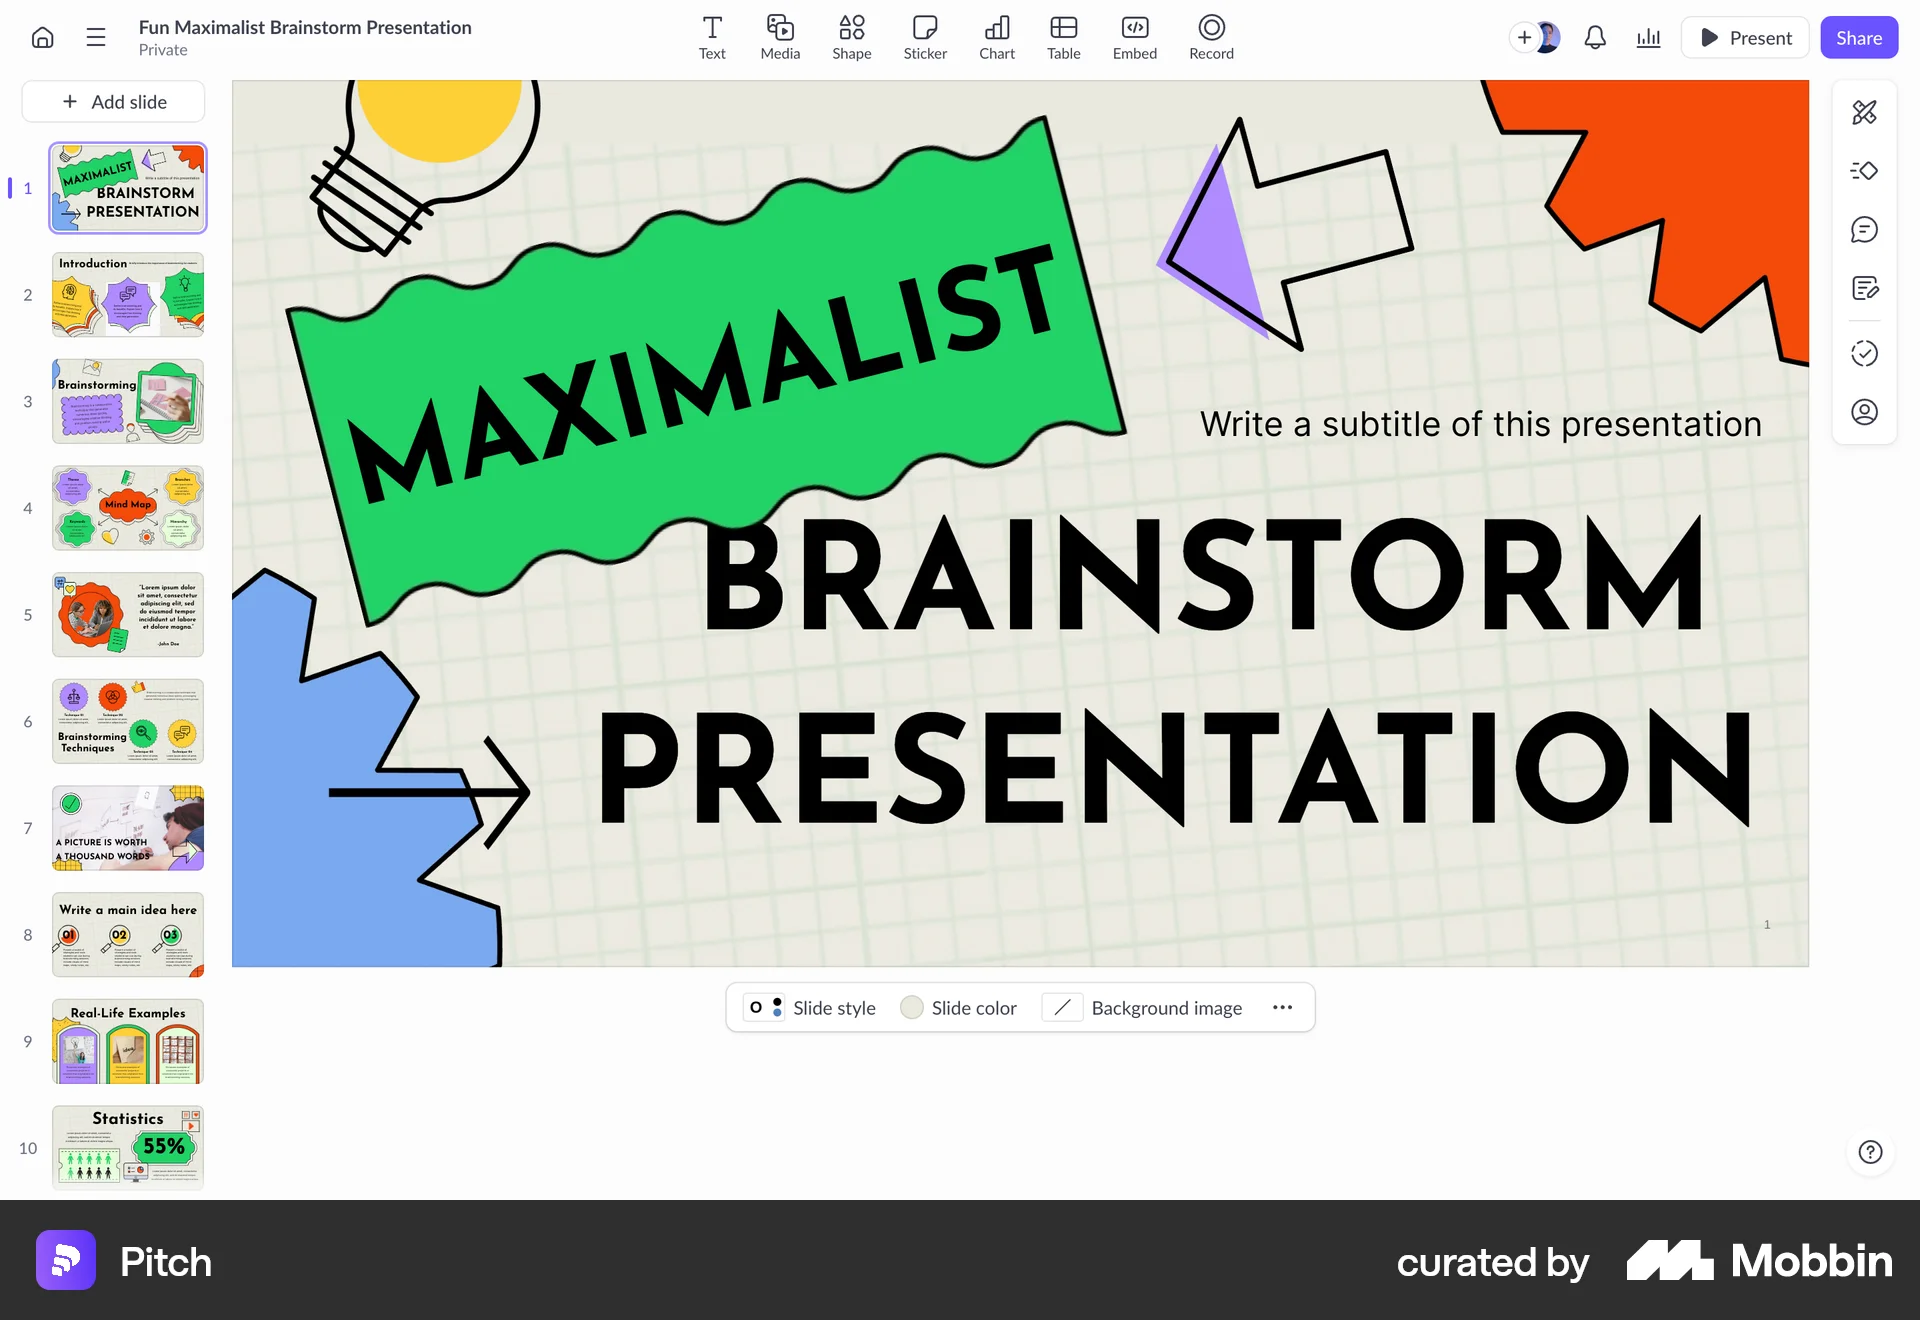 Fun Maximalist Brainstorm Presentation
Private
Text
Media
Shape
Sticker
Chart
Table
Embed
Record
Present
Share
Add slide
1
MAXIMALIST
BRAINSTORM
PRESENTATION
2
Introduction
3
Brainstorming
4
Mind Map
5
"Lorem ipsum dolor
sit amet, consectetur
adipiscing elit, sed
do eiusmod tempor
incididunt ut labore
et dolore magna."
-John Doe
6
Brainstorming
Techniques
7
A PICTURE IS WORTH
A THOUSAND WORDS
8
Write a main idea here
01
02
03
9
Real-Life Examples
10
Statistics
55%
MAXIMALIST
Write a subtitle of this presentation
BRAINSTORM
PRESENTATION
1
Slide style
Slide color
Background image
Pitch
curated by
Mobbin